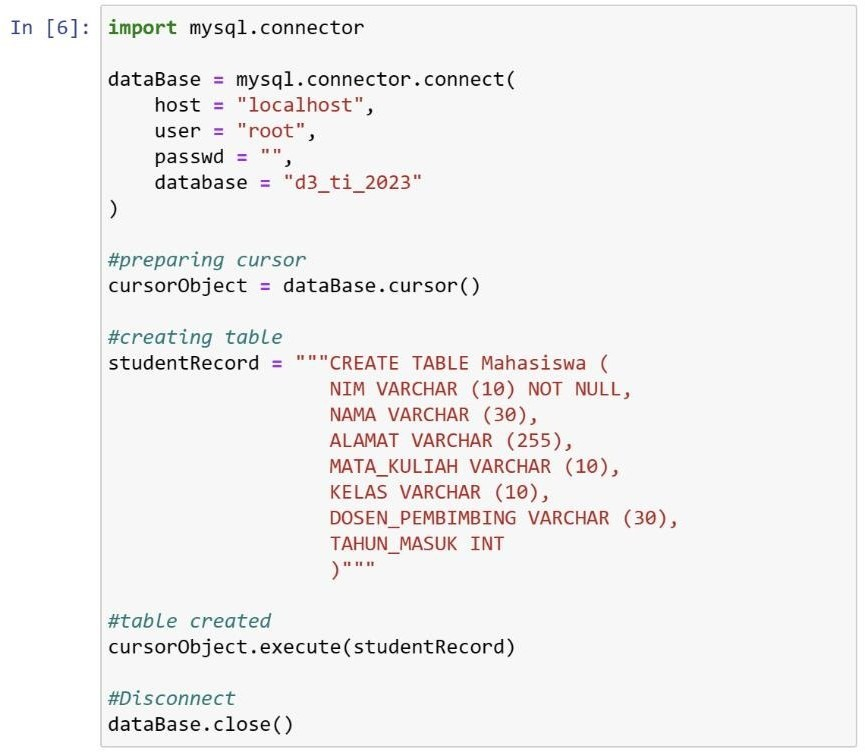 In [6]: import mysql.connector
dataBase = mysql.connector.connect(
    host = "localhost",
    user = "root",
    passwd = "",
    database = "d3_ti_2023"
)
#preparing cursor
cursorObject = dataBase.cursor()
#creating table
studentRecord = """CREATE TABLE Mahasiswa (
                   NIM VARCHAR (10) NOT NULL,
                   NAMA VARCHAR (30),
                   ALAMAT VARCHAR (255),
                   MATA_KULIAH VARCHAR (10),
                   KELAS VARCHAR (10),
                   DOSEN_PEMBIMBING VARCHAR (30),
                   TAHUN_MASUK INT
                   )"""
#table created
cursorObject.execute(studentRecord)
#Disconnect
dataBase.close()